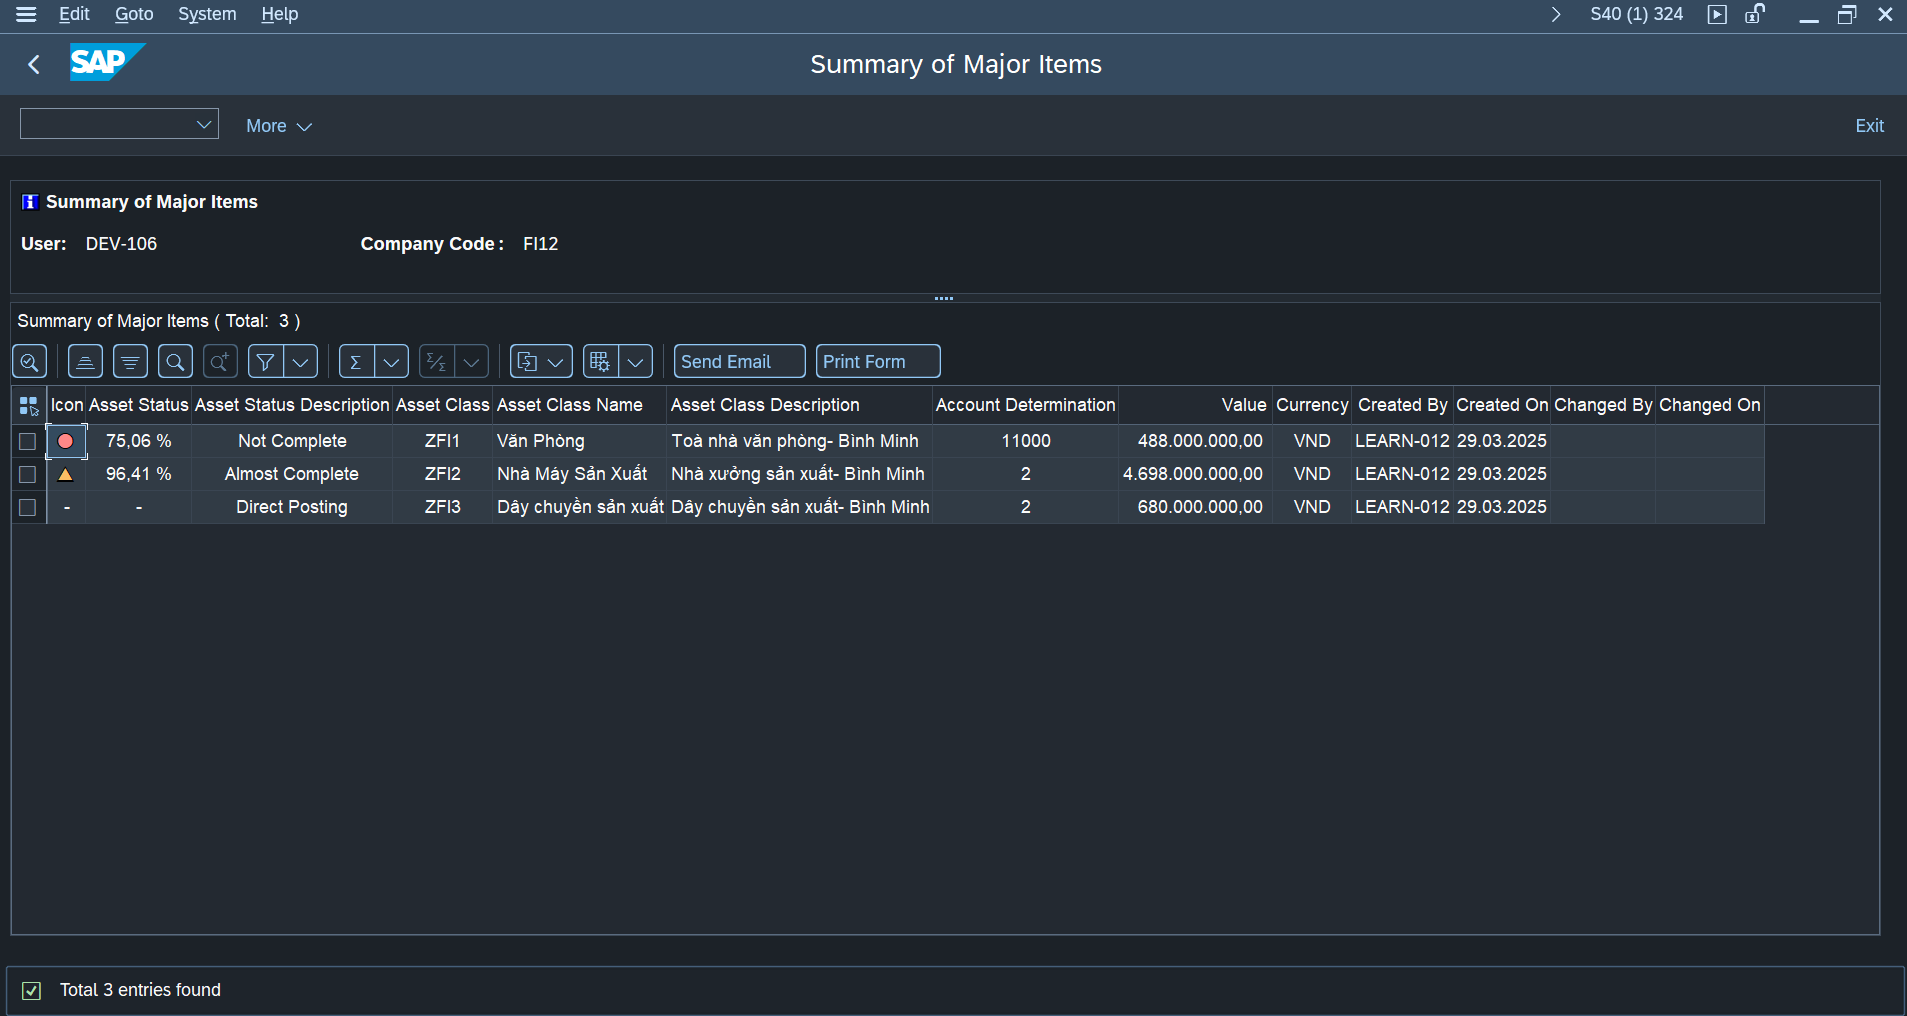 Edit Goto System Help S40 (1) 324
SAP Summary of Major Items
More Exit
Summary of Major Items
User: DEV-106 Company Code: FI12
Summary of Major Items ( Total: 3 )
Send Email Print Form
Icon Asset Status Asset Status Description Asset Class Asset Class Name Asset Class Description Account Determination Value Currency Created By Created On Changed By Changed On
75,06 % Not Complete ZFI1 Văn Phòng Toà nhà văn phòng- Bình Minh 11000 488.000.000,00 VND LEARN-012 29.03.2025
96,41 % Almost Complete ZFI2 Nhà Máy Sản Xuất Nhà xưởng sản xuất- Bình Minh 2 4.698.000.000,00 VND LEARN-012 29.03.2025
- - Direct Posting ZFI3 Dây chuyền sản xuất Dây chuyền sản xuất- Bình Minh 2 680.000.000,00 VND LEARN-012 29.03.2025
Total 3 entries found